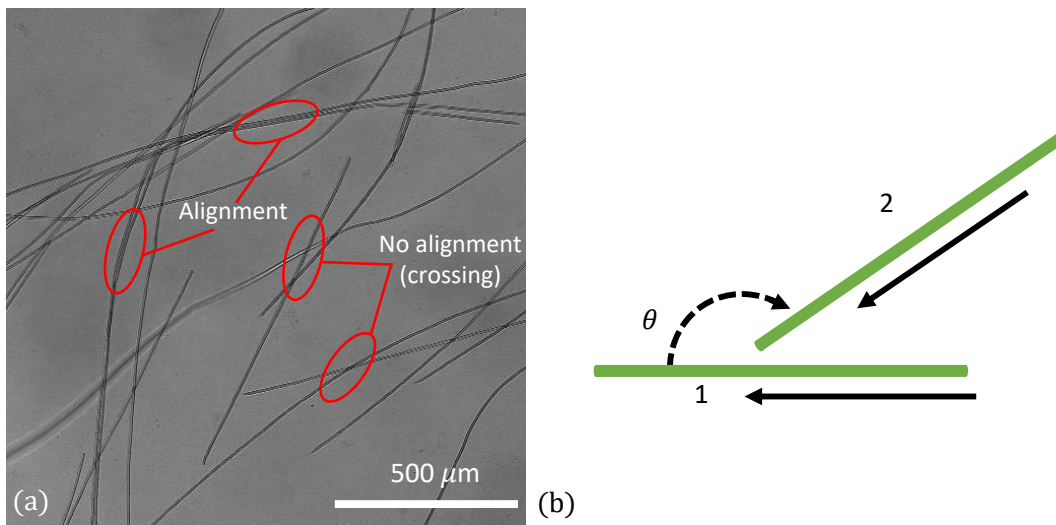 Alignment
No alignment
(crossing)
500 𝜇m
(a)
2
𝜃
1
(b)